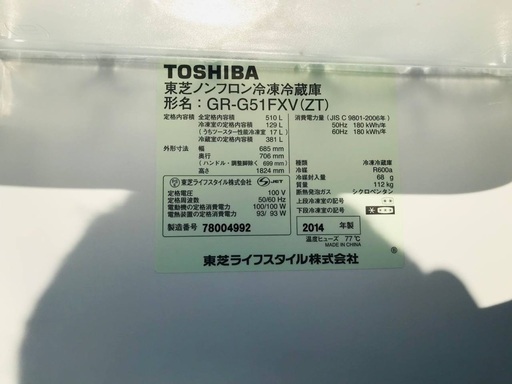 TOSHIBA
東芝ノンフロン冷凍冷蔵庫
形名：GR-G51FXV(ZT)
定格内容積 全定格内容積 510 L
冷凍室の定格内容積 129 L
(うちツースター性能冷凍室 17 L)
冷蔵室の定格内容積 381 L
外形寸法 幅 685 mm
奥行 706 mm
(ハンドル・調整脚除く 699 mm)
高さ 1824 mm
東芝ライフスタイル株式会社 JET
定格電圧 100 V
定格周波数 50/60 Hz
電動機の定格消費電力 100/100 W
電熱装置の定格消費電力 93/ 93 W
製造番号 78004992
消費電力量 (JIS C 9801-2006年)
50Hz 180 kWh/年
60Hz 180 kWh/年
種類 冷凍冷蔵庫
冷媒 R600a
冷媒封入量 68 g
質量 112 kg
断熱発泡ガス シクロペンタン
上段冷凍室の記号
下段冷凍室の記号
2014 年製
温度ヒューズ 77℃
MADE IN CHINA
東芝ライフスタイル株式会社